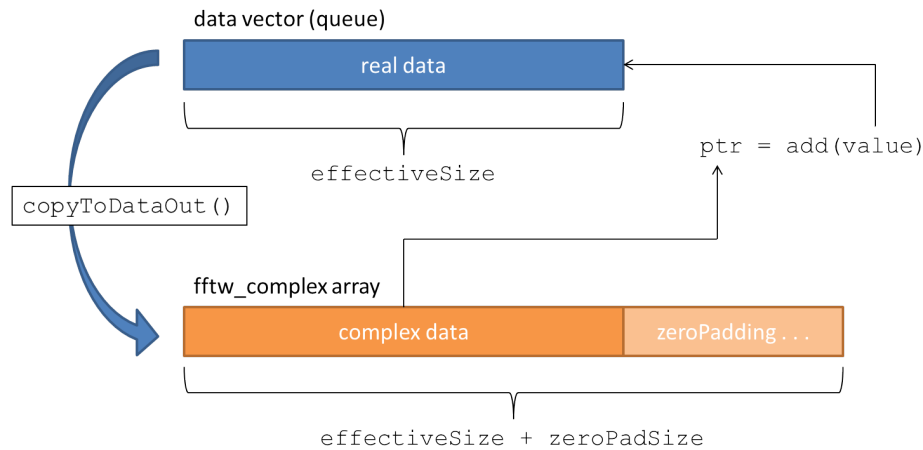 data vector (queue)
real data
effectiveSize
ptr = add(value)
copyToDataOut()
fftw_complex array
complex data
zeroPadding . . .
effectiveSize + zeroPadSize